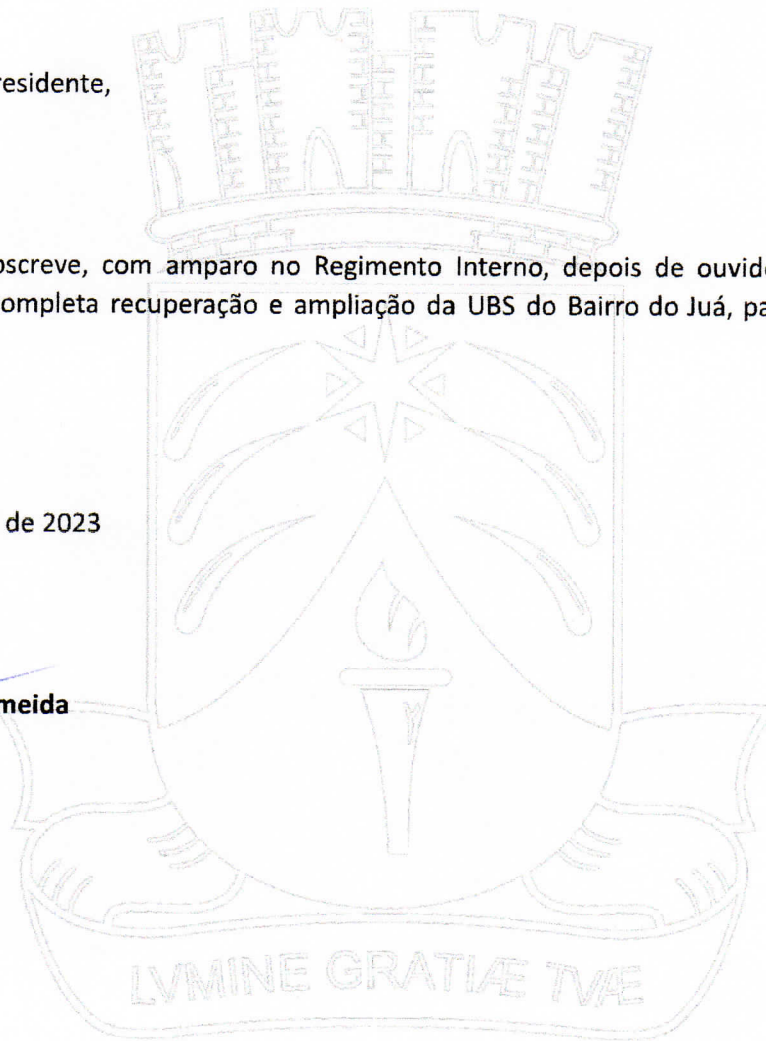 residente,
bscreve, com amparo no Regimento Interno, depois de ouvid
ompleta recuperação e ampliação da UBS do Bairro do Juá, pa
de 2023
meida
LVMINE GRATIÆ TVÆ